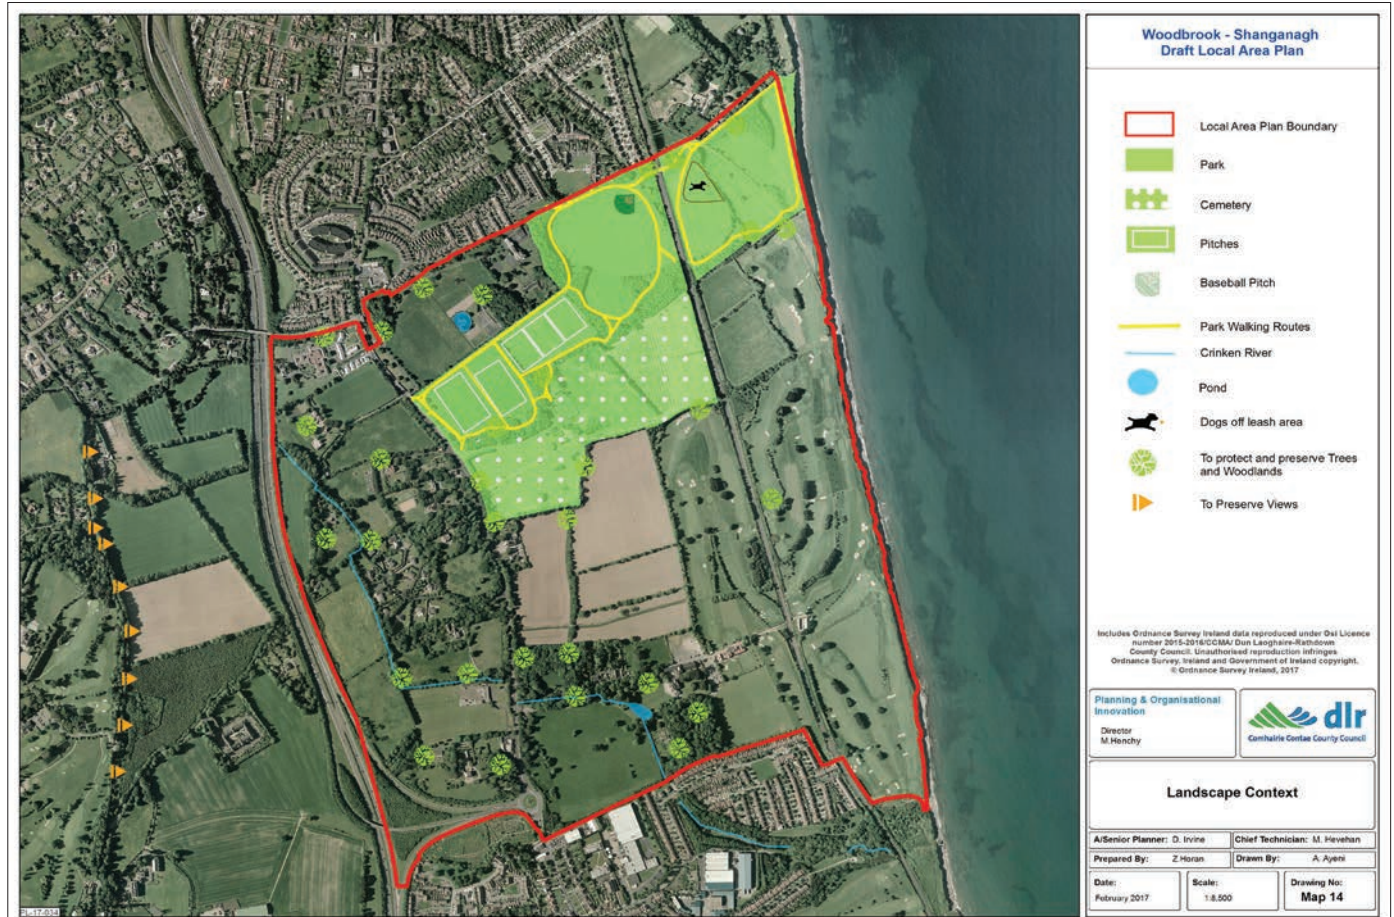 Woodbrook - Shanganagh
Draft Local Area Plan
Local Area Plan Boundary
Park
Cemetery
Pitches
Baseball Pitch
Park Walking Routes
Crinken River
Pond
Dogs off leash area
To protect and preserve Trees
and Woodlands
To Preserve Views
Includes Ordnance Survey Ireland data reproduced under Osi Licence
number 2015-2016/CCMA/ Dun Laoghaire-Rathdown
County Council. Unauthorised reproduction infringes
Ordnance Survey. Ireland and Government of Ireland copyright.
© Ordnance Survey Ireland, 2017
Planning & Organisational
Innovation
Director
M.Henchy
dlr
Comhairle Contae County Council
Landscape Context
A/Senior Planner: D. Irvine
Chief Technician: M. Hevehan
Prepared By: Z Horan
Drawn By: A. Ayeni
Date:
February 2017
Scale:
1:8,500
Drawing No:
Map 14
PL-17-034